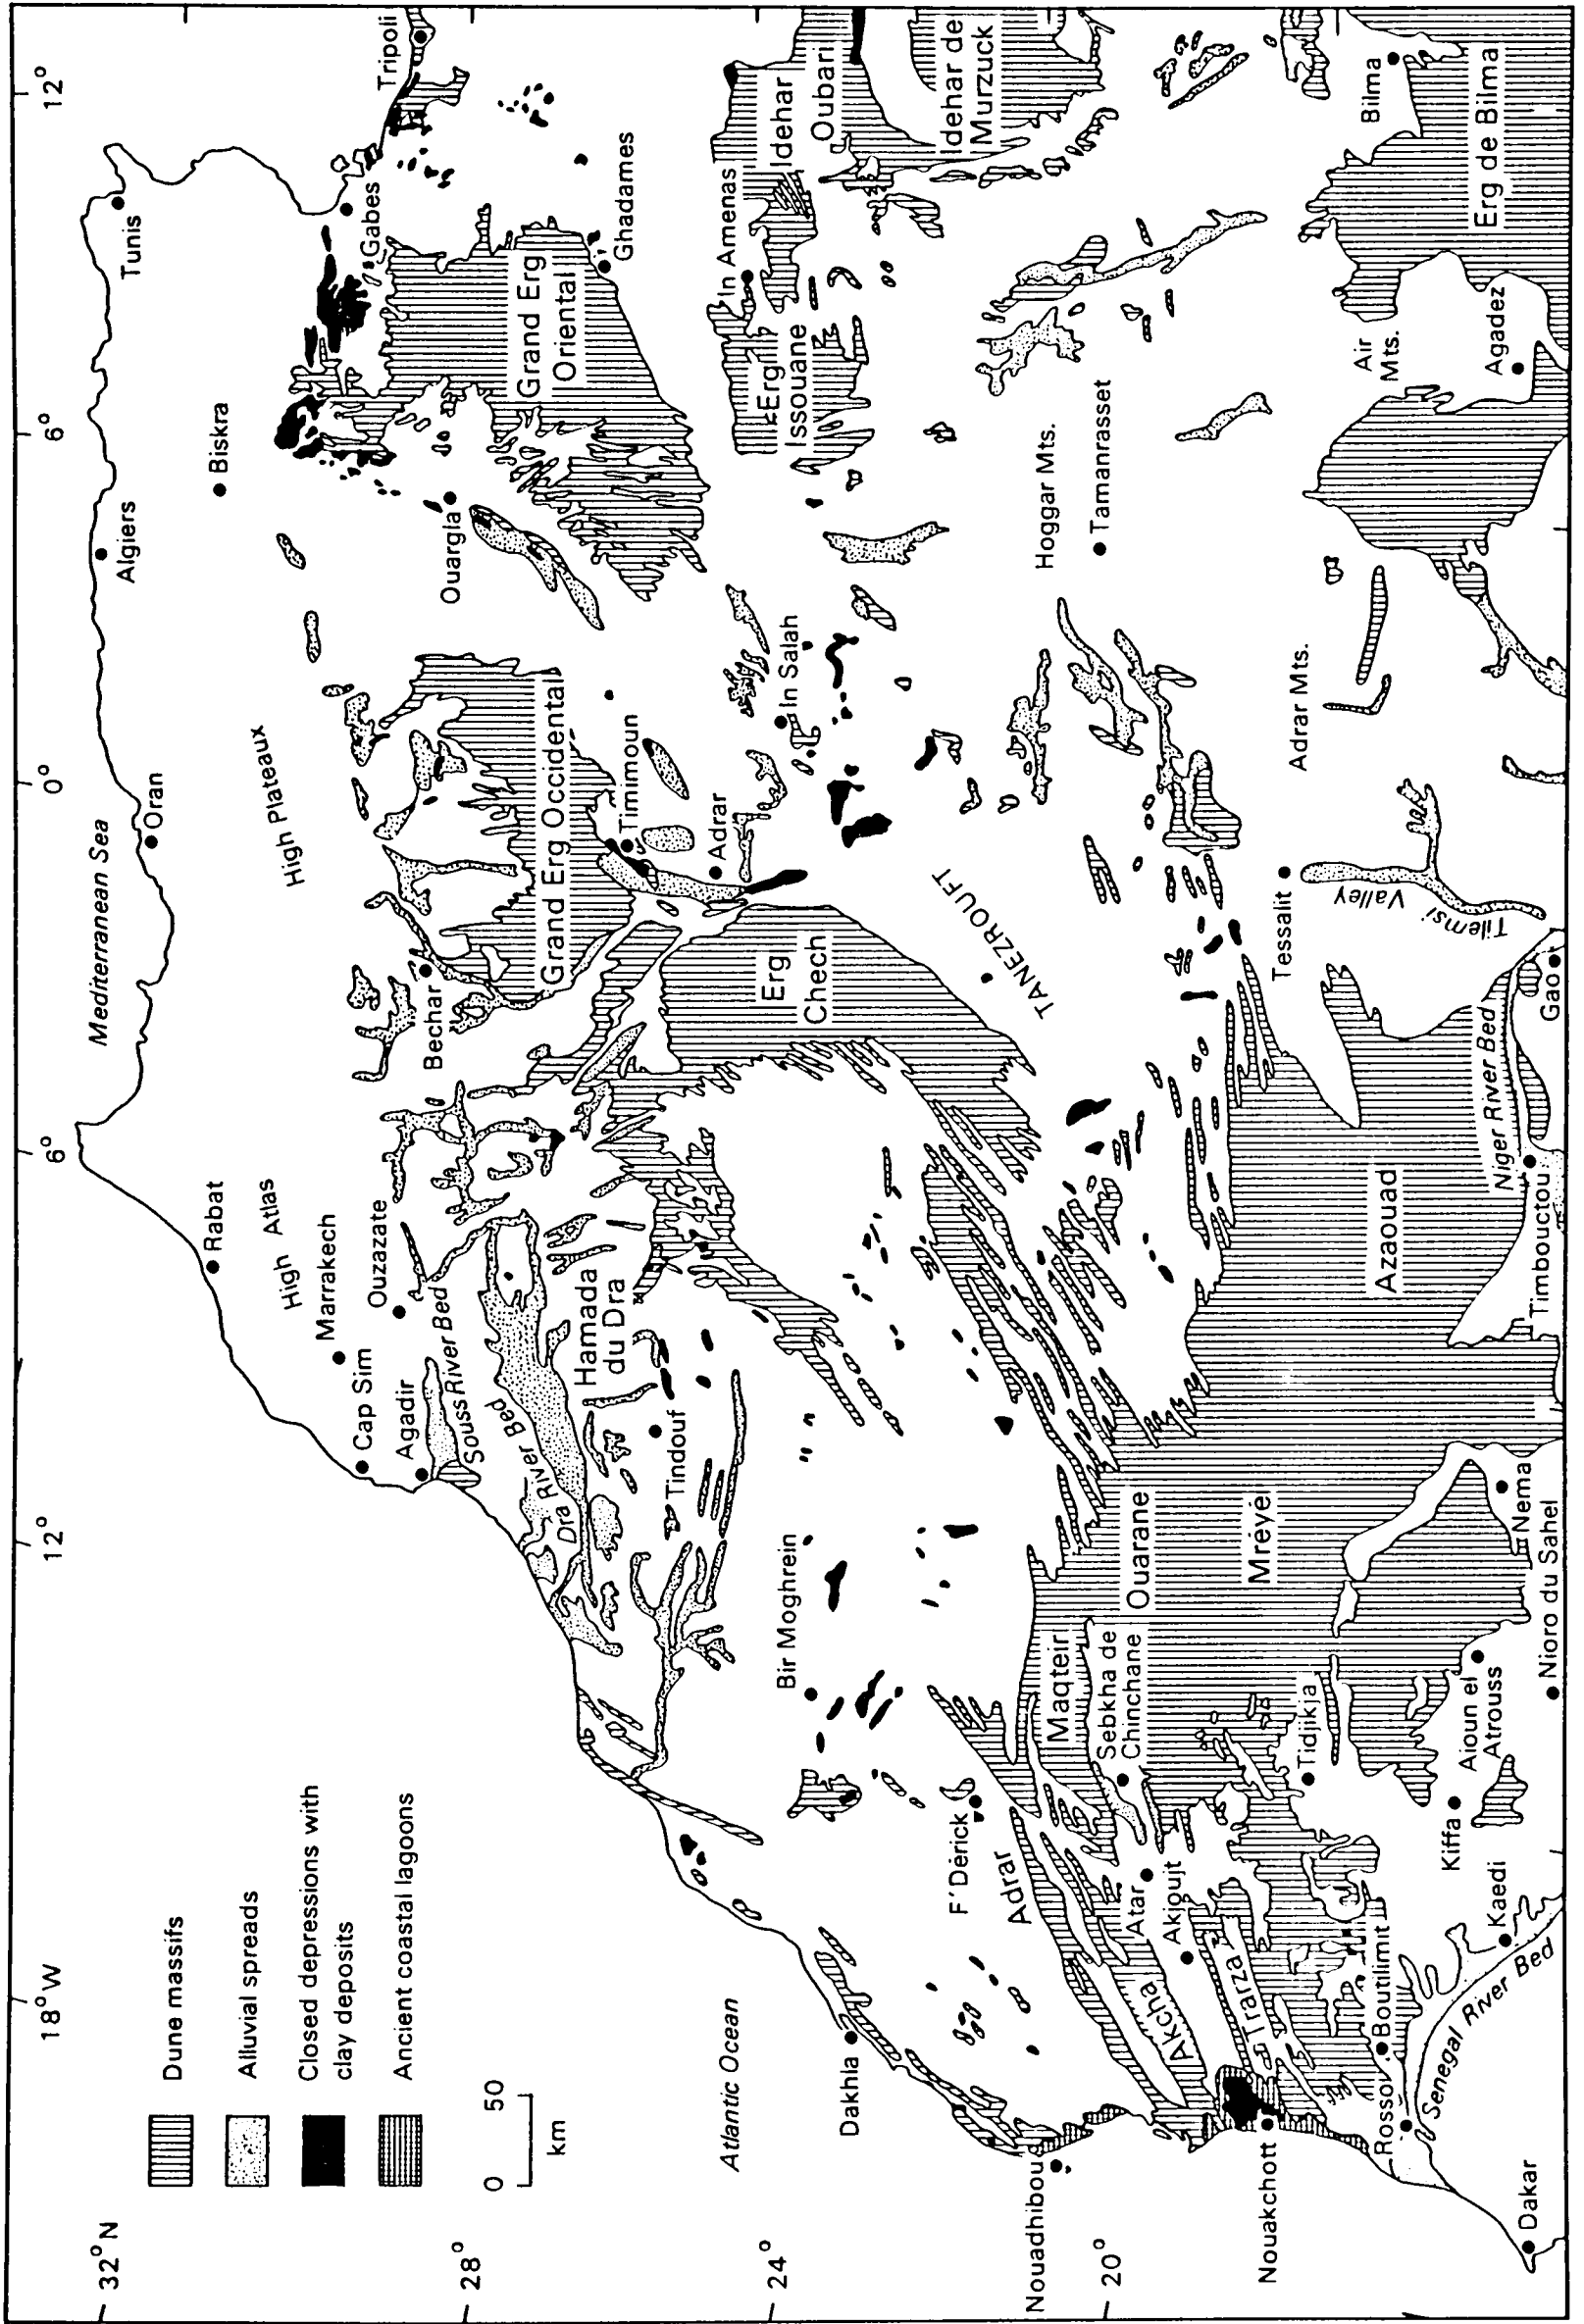 18°W
12°
6°
0°
6°
12°
32°N
28°
24°
20°
Dune massifs
Alluvial spreads
Closed depressions with
clay deposits
Ancient coastal lagoons
0 50
km
Mediterranean Sea
Atlantic Ocean
Tunis
Algiers
Oran
Rabat
Tripoli
Gabes
Biskra
High Plateaux
High Atlas
Marrakech
Cap Sim
Agadir
Ouzazate
Souss River Bed
Dra River Bed
Hamada
du Dra
Tindouf
Bechar
Grand Erg Occidental
Timimoun
Adrar
Ouargla
Grand Erg
Oriental
Ghadames
In Amenas
Erg
Issouane
Idehar
Oubari
Idehar de
Murzuck
In Salah
Erg
Chech
TANEZROUFT
Hoggar Mts.
Tamanrasset
Bir Moghrein
Dakhla
F'Dérick
Adrar
Maqteir
Sebkha de
Chinchane
Ouarane
Mréyé
Atar
Akjoujt
Akcha
Trarza
Tidjikja
Nouadhibou
Nouakchott
Boutilimit
Rosso
Senegal River Bed
Dakar
Kaedi
Kiffa
Aioun el
Atrouss
Nioro du Sahel
Nema
Azaouad
Timbouctou
Niger River Bed
Gao
Tessalit
Tilemsi
Valley
Adrar Mts.
Air
Mts.
Agadez
Bilma
Erg de Bilma